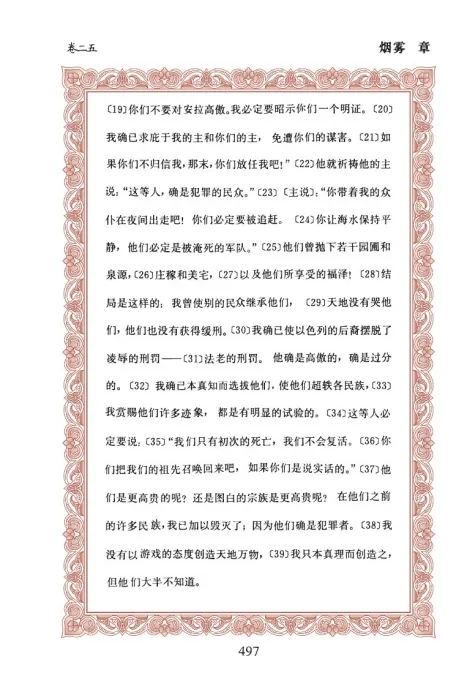 卷二五
烟雾 章
〔19〕你们不要对安拉高傲。我必定要昭示你们一个明证。〔20〕
我确已求庇于我的主和你们的主，免遭你们的谋害。〔21〕如
果你们不归信我，那末，你们放任我吧！”〔22〕他就祈祷他的主
说：“这等人，确是犯罪的民众。”〔23〕〔主说〕：“你带着我的众
仆在夜间出走吧！你们必定要被追赶。〔24〕你让海水保持平
静，他们必定是被淹死的军队。”〔25〕他们曾抛下若干园圃和
泉源，〔26〕庄稼和美宅，〔27〕以及他们所享受的福泽！〔28〕结
局是这样的：我曾使别的民众继承他们，〔29〕天地没有哭他
们，他们也没有获得缓刑。〔30〕我确已使以色列的后裔摆脱了
凌辱的刑罚——〔31〕法老的刑罚。他确是高傲的，确是过分
的。〔32〕我确已本真知而选拔他们，使他们超轶各民族，〔33〕
我赏赐他们许多迹象，都是有明显的试验的。〔34〕这等人必
定要说：〔35〕“我们只有初次的死亡，我们不会复活。〔36〕你
们把我们的祖先召唤回来吧，如果你们是说实话的。”〔37〕他
们是更高贵的呢？还是图白的宗族是更高贵呢？在他们之前
的许多民族，我已加以毁灭了；因为他们确是犯罪者。〔38〕我
没有以游戏的态度创造天地万物，〔39〕我只本真理而创造之，
但他们大半不知道。
497